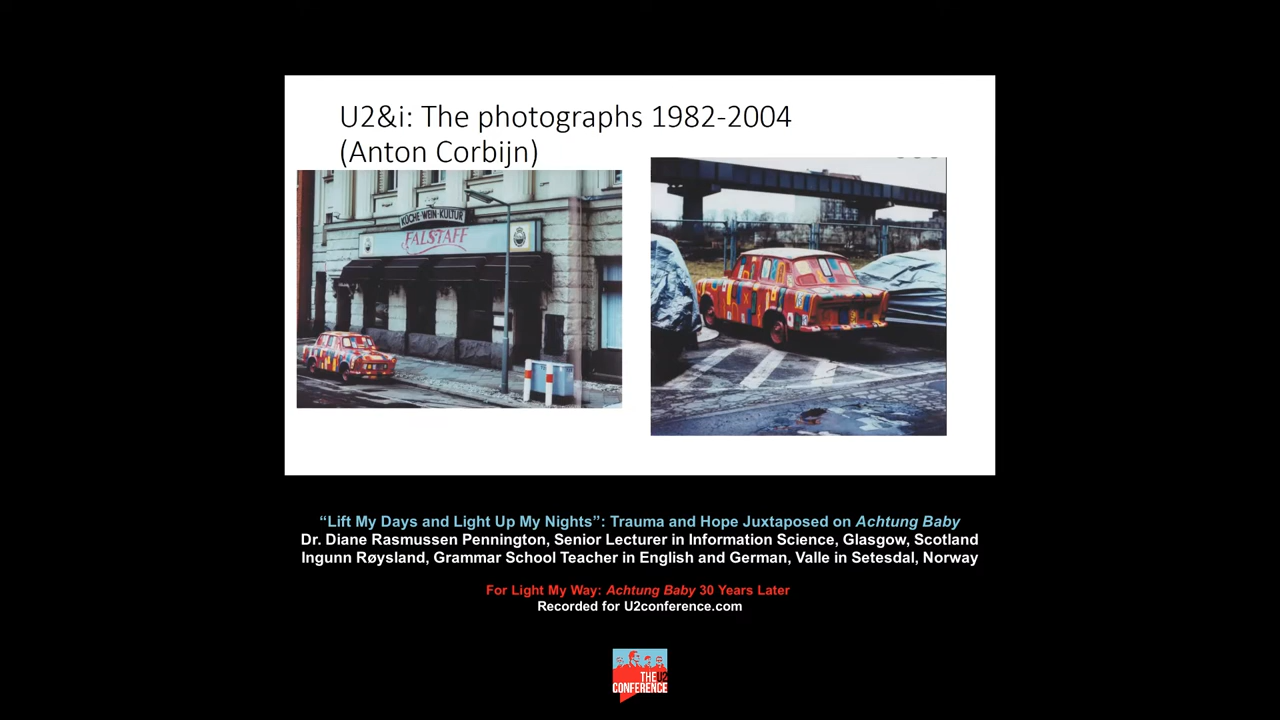 U2&i: The photographs 1982-2004
(Anton Corbijn)
KÜCHE·WEIN·KULTUR
FALSTAFF
“Lift My Days and Light Up My Nights”: Trauma and Hope Juxtaposed on Achtung Baby
Dr. Diane Rasmussen Pennington, Senior Lecturer in Information Science, Glasgow, Scotland
Ingunn Røysland, Grammar School Teacher in English and German, Valle in Setesdal, Norway
For Light My Way: Achtung Baby 30 Years Later
Recorded for U2conference.com
THE U2
CONFERENCE